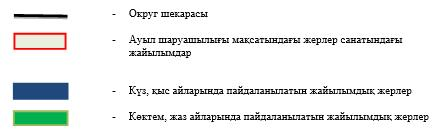 - Округ шекарасы
- Ауыл шаруашылығы мақсатындағы жерлер санатындағы
жайылымдар
- Күз, қыс айларында пайдаланылатын жайылымдық жерлер
- Көктем, жаз айларында пайдаланылатын жайылымдық жерлер